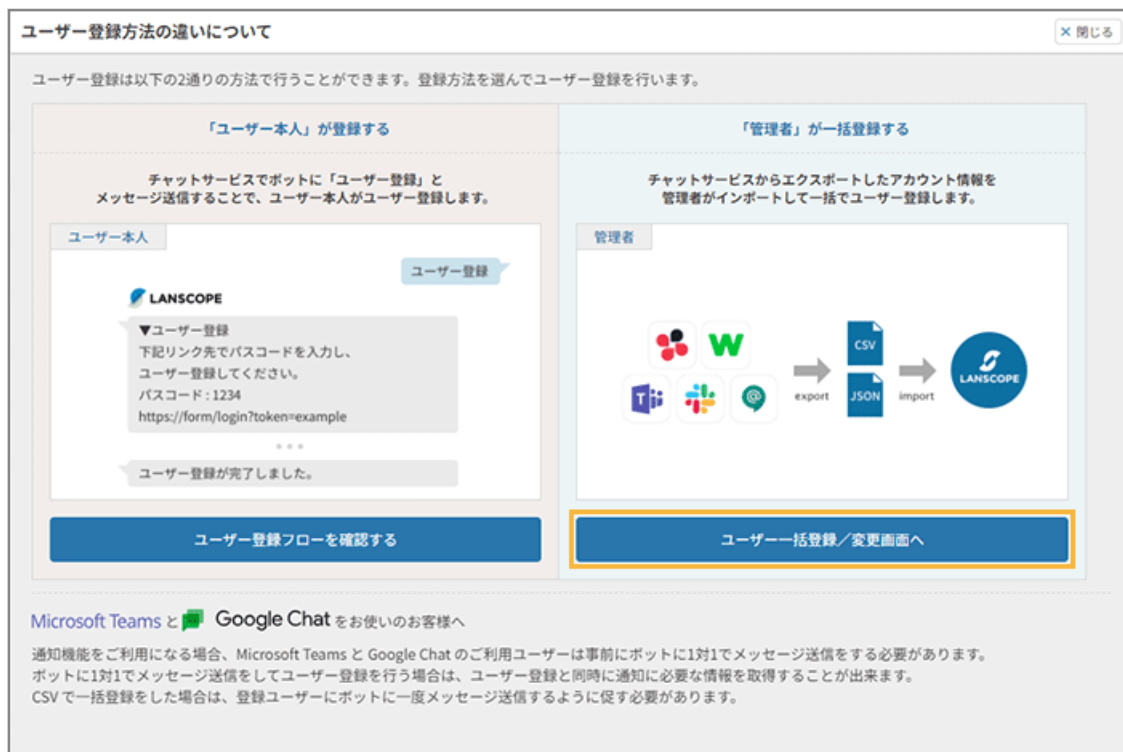 ユーザー登録方法の違いについて
× 閉じる
ユーザー登録は以下の2通りの方法で行うことができます。登録方法を選んでユーザー登録を行います。
「ユーザー本人」が登録する
チャットサービスでボットに「ユーザー登録」と
メッセージ送信することで、ユーザー本人がユーザー登録します。
ユーザー本人
ユーザー登録
LANSCOPE
▼ユーザー登録
下記リンク先でパスコードを入力し、
ユーザー登録してください。
パスコード : 1234
https://form/login?token=example
ユーザー登録が完了しました。
ユーザー登録フローを確認する
「管理者」が一括登録する
チャットサービスからエクスポートしたアカウント情報を
管理者がインポートして一括でユーザー登録します。
管理者
export
CSV
JSON
import
LANSCOPE
ユーザー一括登録／変更画面へ
Microsoft Teams と Google Chat をお使いのお客様へ
通知機能をご利用になる場合、Microsoft Teams と Google Chat のご利用ユーザーは事前にボットに1対1でメッセージ送信をする必要があります。
ボットに1対1でメッセージ送信をしてユーザー登録を行う場合は、ユーザー登録と同時に通知に必要な情報を取得することが出来ます。
CSV で一括登録をした場合は、登録ユーザーにボットに一度メッセージ送信するように促す必要があります。